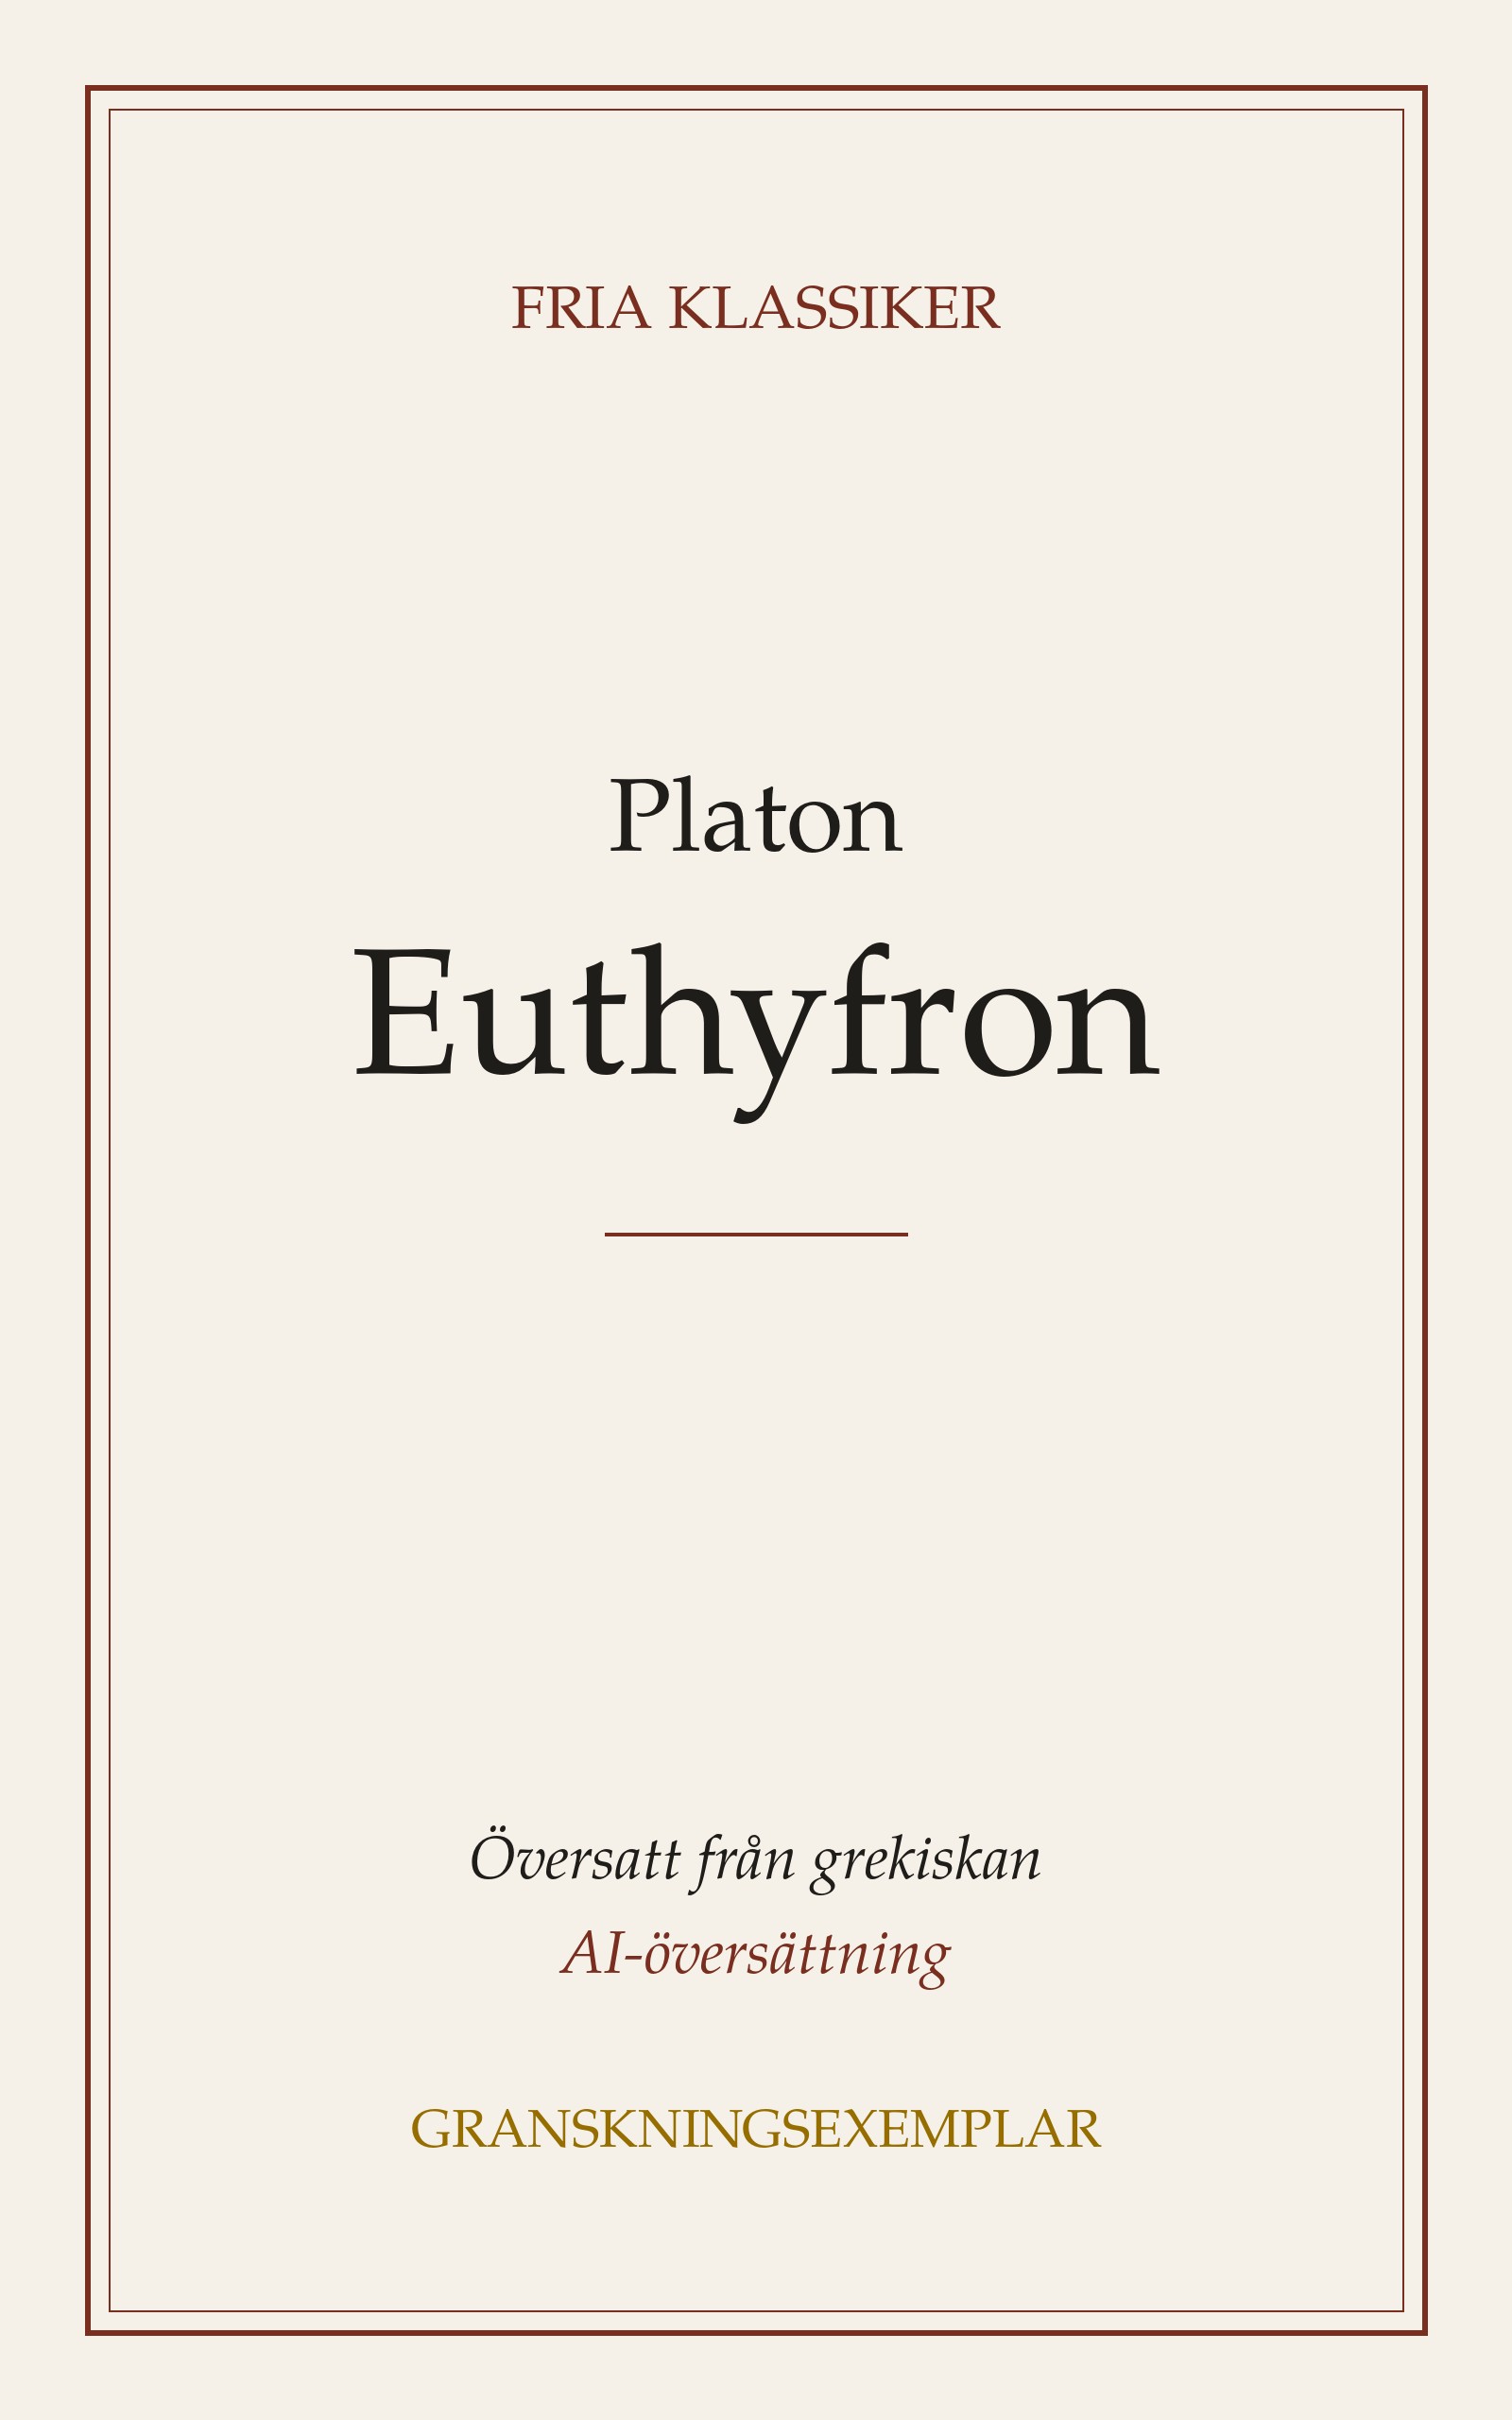 FRIA KLASSIKER
Platon
Euthyfron
Översatt från grekiskan
AI-översättning
GRANSKNINGSEXEMPLAR